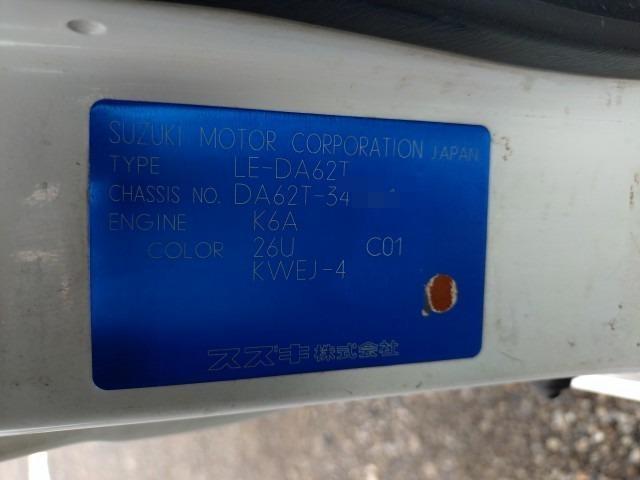 SUZUKI MOTOR CORPORATION JAPAN
TYPE LE-DA62T
CHASSIS NO. DA62T-34
ENGINE K6A
COLOR 26U C01
KWEJ-4
スズキ株式会社